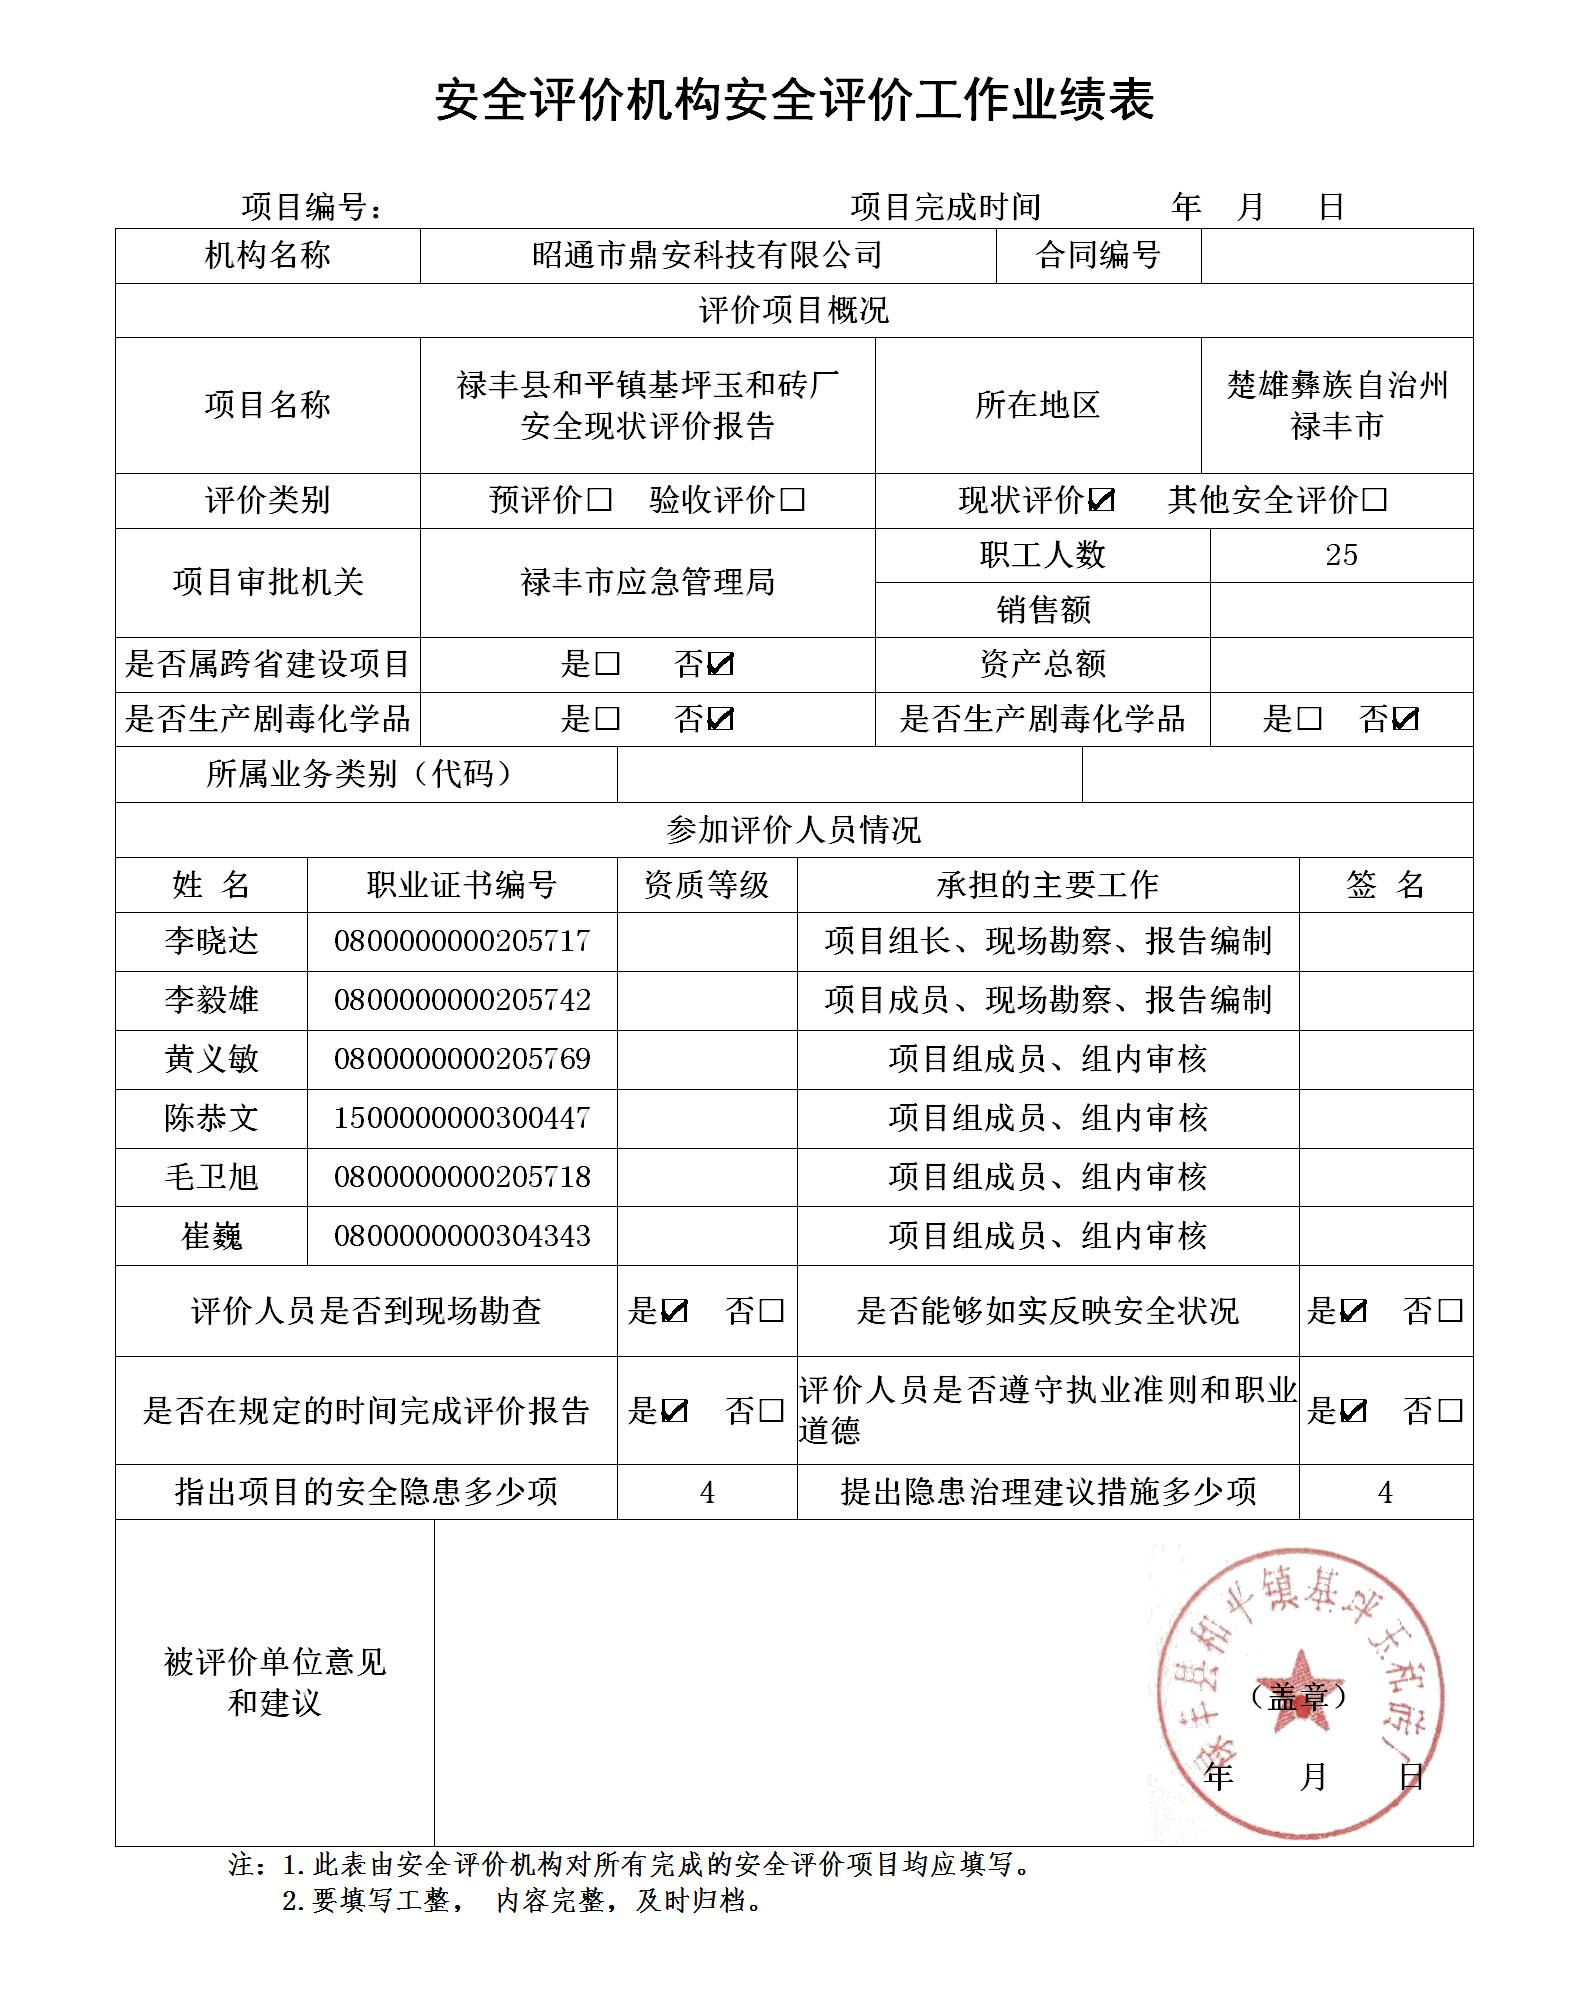 安全评价机构安全评价工作业绩表
项目编号： 项目完成时间 年 月 日
机构名称 昭通市鼎安科技有限公司 合同编号
评价项目概况
项目名称 禄丰县和平镇基坪玉和砖厂 安全现状评价报告 所在地区 楚雄彝族自治州 禄丰市
评价类别 预评价☐ 验收评价☐ 现状评价☑ 其他安全评价☐
项目审批机关 禄丰市应急管理局 职工人数 25
销售额
是否属跨省建设项目 是☐ 否☑ 资产总额
是否生产剧毒化学品 是☐ 否☑ 是否生产剧毒化学品 是☐ 否☑
所属业务类别（代码）
参加评价人员情况
姓 名 职业证书编号 资质等级 承担的主要工作 签 名
李晓达 0800000000205717 项目组长、现场勘察、报告编制
李毅雄 0800000000205742 项目成员、现场勘察、报告编制
黄义敏 0800000000205769 项目组成员、组内审核
陈恭文 1500000000300447 项目组成员、组内审核
毛卫旭 0800000000205718 项目组成员、组内审核
崔巍 0800000000304343 项目组成员、组内审核
评价人员是否到现场勘查 是☑ 否☐ 是否能够如实反映安全状况 是☑ 否☐
是否在规定的时间完成评价报告 是☑ 否☐ 评价人员是否遵守执业准则和职业
道德 是☑ 否☐
指出项目的安全隐患多少项 4 提出隐患治理建议措施多少项 4
被评价单位意见
和建议
禄丰县和平镇基坪玉和砖厂
（盖章）
年 月 日
注：1.此表由安全评价机构对所有完成的安全评价项目均应填写。
2.要填写工整， 内容完整，及时归档。